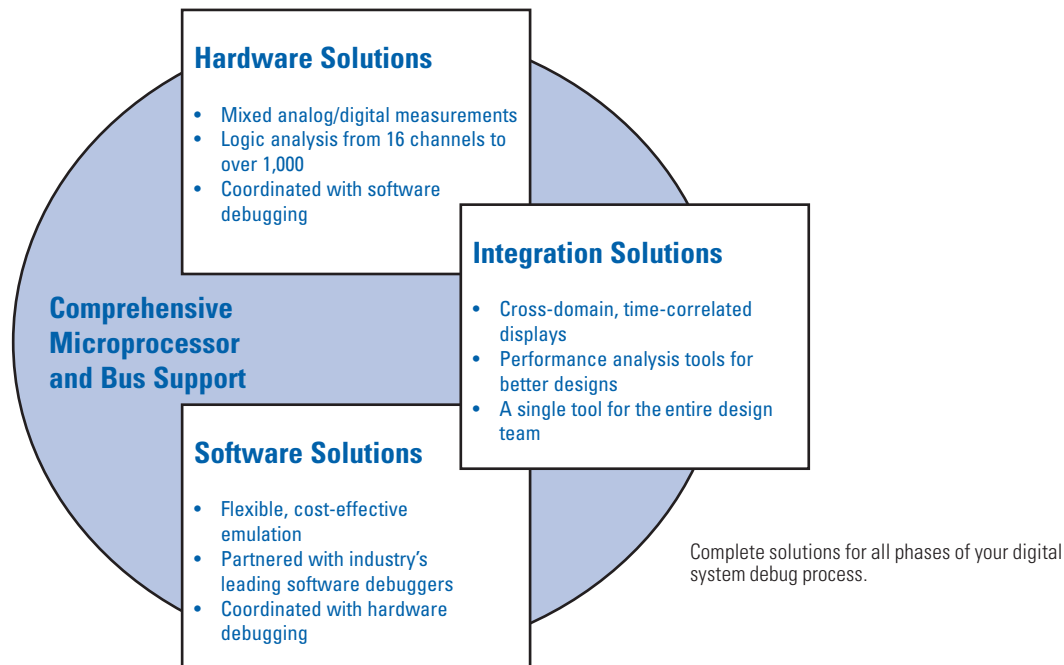 Hardware Solutions
• Mixed analog/digital measurements
• Logic analysis from 16 channels to
over 1,000
• Coordinated with software
debugging
Integration Solutions
• Cross-domain, time-correlated
displays
• Performance analysis tools for
better designs
• A single tool for the entire design
team
Comprehensive
Microprocessor
and Bus Support
Software Solutions
• Flexible, cost-effective
emulation
• Partnered with industry's
leading software debuggers
• Coordinated with hardware
debugging
Complete solutions for all phases of your digital
system debug process.